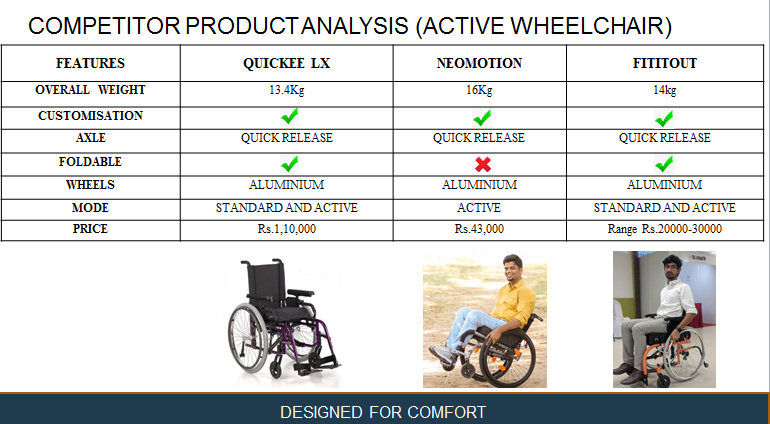 COMPETITOR PRODUCT ANALYSIS (ACTIVE WHEELCHAIR)
FEATURES QUICKEE LX NEOMOTION FITITOUT
OVERALL WEIGHT 13.4Kg 16Kg 14kg
CUSTOMISATION
AXLE QUICK RELEASE QUICK RELEASE QUICK RELEASE
FOLDABLE
WHEELS ALUMINIUM ALUMINIUM ALUMINIUM
MODE STANDARD AND ACTIVE ACTIVE STANDARD AND ACTIVE
PRICE Rs.1,10,000 Rs.43,000 Range Rs.20000-30000
DESIGNED FOR COMFORT